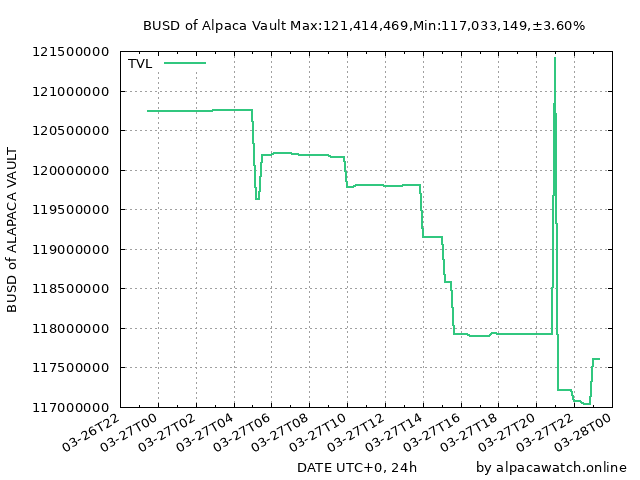 BUSD of Alpaca Vault Max:121,414,469,Min:117,033,149,±3.60%
TVL
121500000
121000000
120500000
120000000
119500000
119000000
118500000
118000000
117500000
117000000
BUSD of ALAPACA VAULT
03-26T22
03-27T00
03-27T02
03-27T04
03-27T06
03-27T08
03-27T10
03-27T12
03-27T14
03-27T16
03-27T18
03-27T20
03-27T22
03-28T00
DATE UTC+0, 24h
by alpacawatch.online